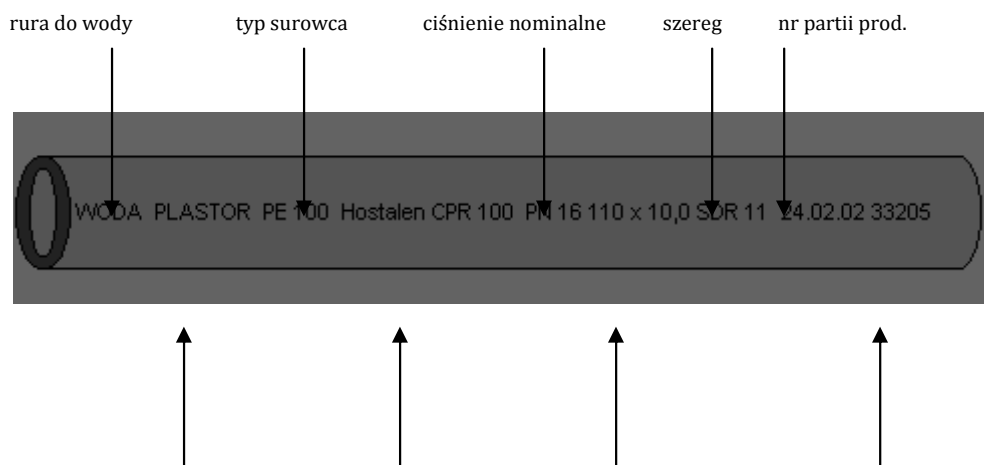 rura do wody typ surowca ciśnienie nominalne szereg nr partii prod.
WODA PLASTOR PE 100 Hostalen CPR 100 PN 16 110 x 10,0 SDR 11 24.02.02 33205